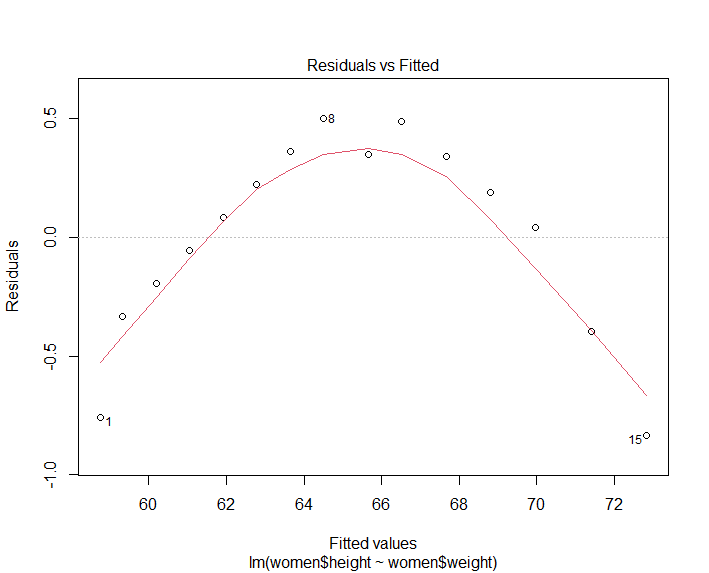 Residuals vs Fitted
Residuals
0.5
0.0
-0.5
-1.0
8
1
15
60 62 64 66 68 70 72
Fitted values
lm(women$height ~ women$weight)